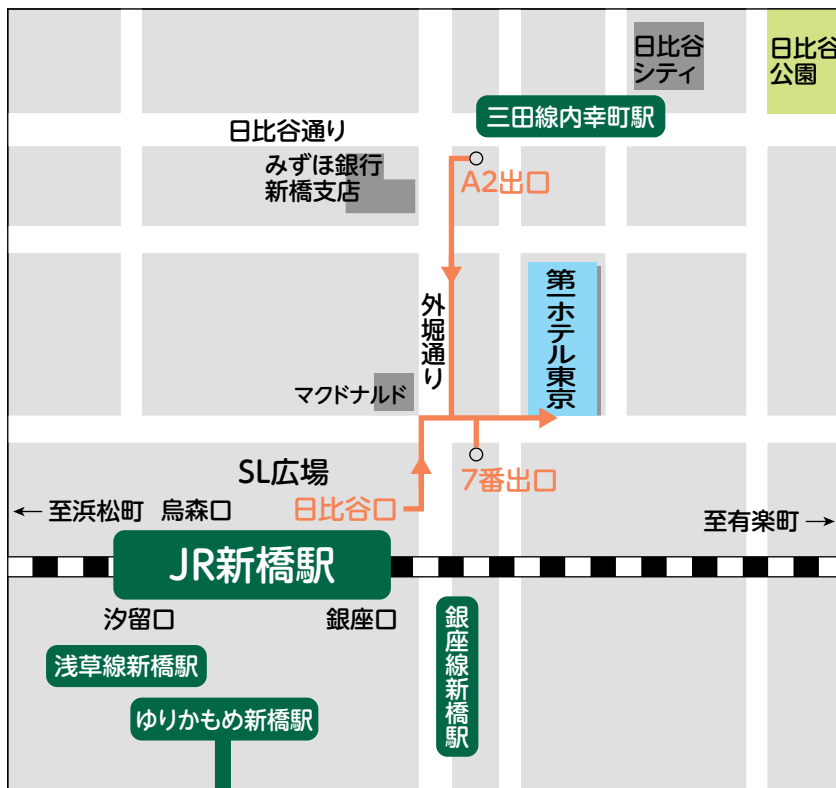 日比谷
シティ
日比谷
公園
三田線内幸町駅
日比谷通り
みずほ銀行
新橋支店
A2出口
外堀通り
第一ホテル東京
マクドナルド
SL広場
7番出口
日比谷口
←至浜松町
烏森口
至有楽町→
JR新橋駅
汐留口
銀座口
銀座線新橋駅
浅草線新橋駅
ゆりかもめ新橋駅